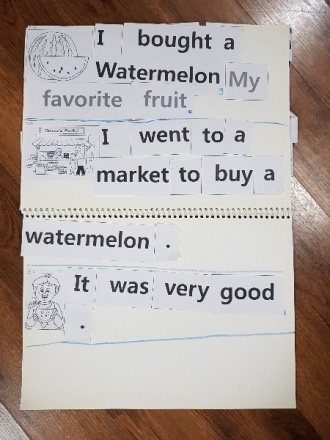 I bought a
Watermelon My
favorite fruit.
I went to a
market to buy a
watermelon .
It was very good
.